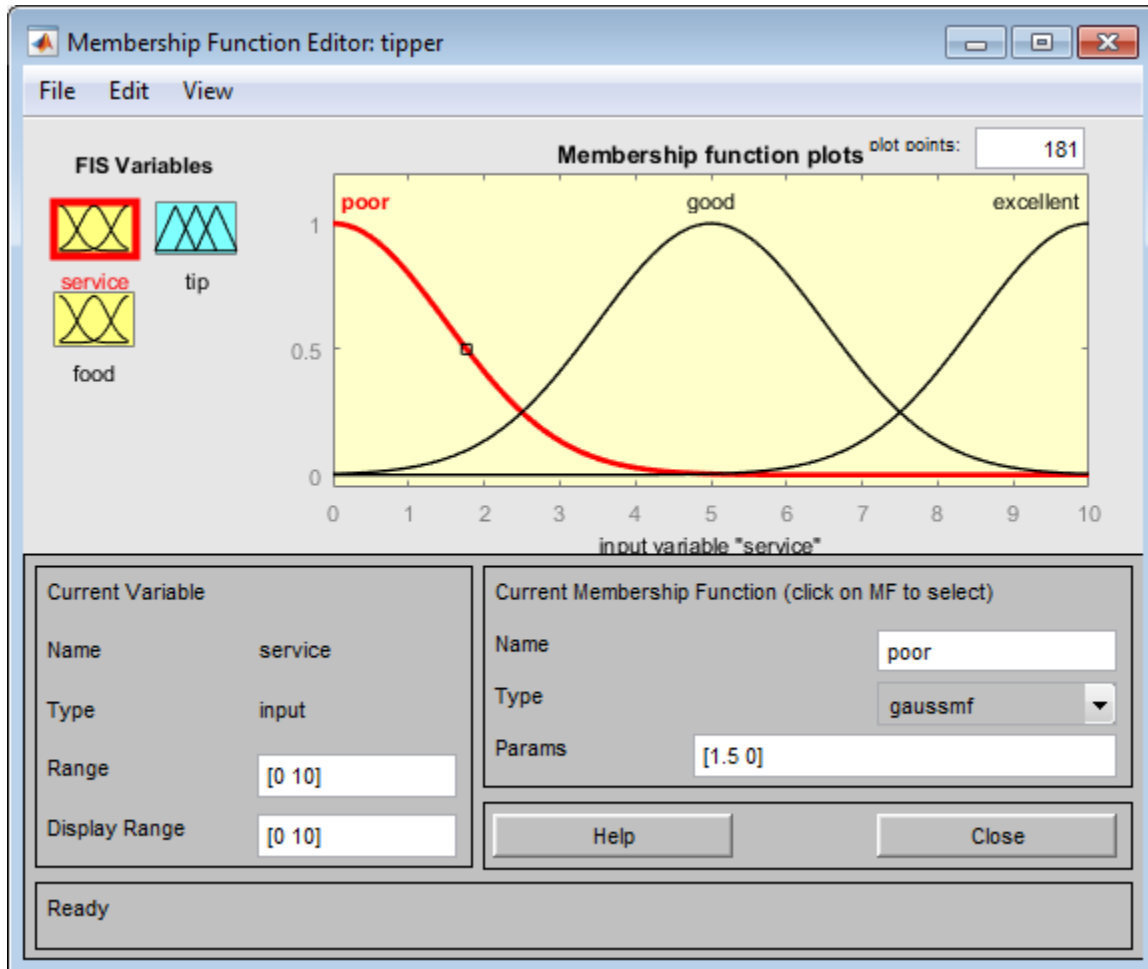 Membership Function Editor: tipper
File Edit View
FIS Variables
Membership function plots
plot points:
181
service
tip
food
poor
good
excellent
1
0.5
0
0 1 2 3 4 5 6 7 8 9 10
input variable "service"
Current Variable
Name service
Type input
Range [0 10]
Display Range [0 10]
Current Membership Function (click on MF to select)
Name poor
Type gaussmf
Params [1.5 0]
Help
Close
Ready